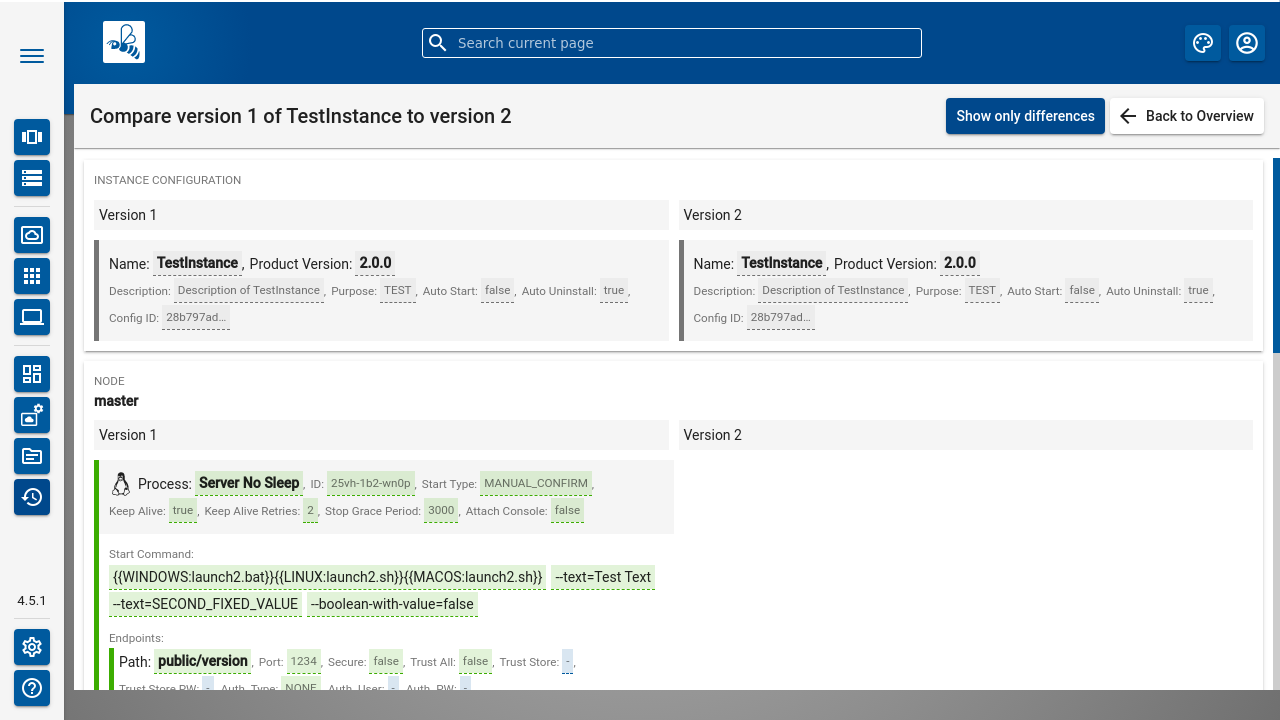 Search current page
Compare version 1 of TestInstance to version 2
Show only differences
Back to Overview
INSTANCE CONFIGURATION
Version 1
Version 2
Name: TestInstance, Product Version: 2.0.0
Description: Description of TestInstance, Purpose: TEST, Auto Start: false, Auto Uninstall: true,
Config ID: 28b797ad...
Name: TestInstance, Product Version: 2.0.0
Description: Description of TestInstance, Purpose: TEST, Auto Start: false, Auto Uninstall: true,
Config ID: 28b797ad...
NODE
master
Version 1
Version 2
Process: Server No Sleep, ID: 25vh-1b2-wn0p, Start Type: MANUAL_CONFIRM,
Keep Alive: true, Keep Alive Retries: 2, Stop Grace Period: 3000, Attach Console: false
Start Command:
{{WINDOWS:launch2.bat}}{{LINUX:launch2.sh}}{{MACOS:launch2.sh}} --text=Test Text
--text=SECOND_FIXED_VALUE --boolean-with-value=false
Endpoints:
Path: public/version, Port: 1234, Secure: false, Trust All: false, Trust Store: -,
Trust Store PW: -, Auth. Type: NONE, Auth. User: -, Auth. PW: -
4.5.1